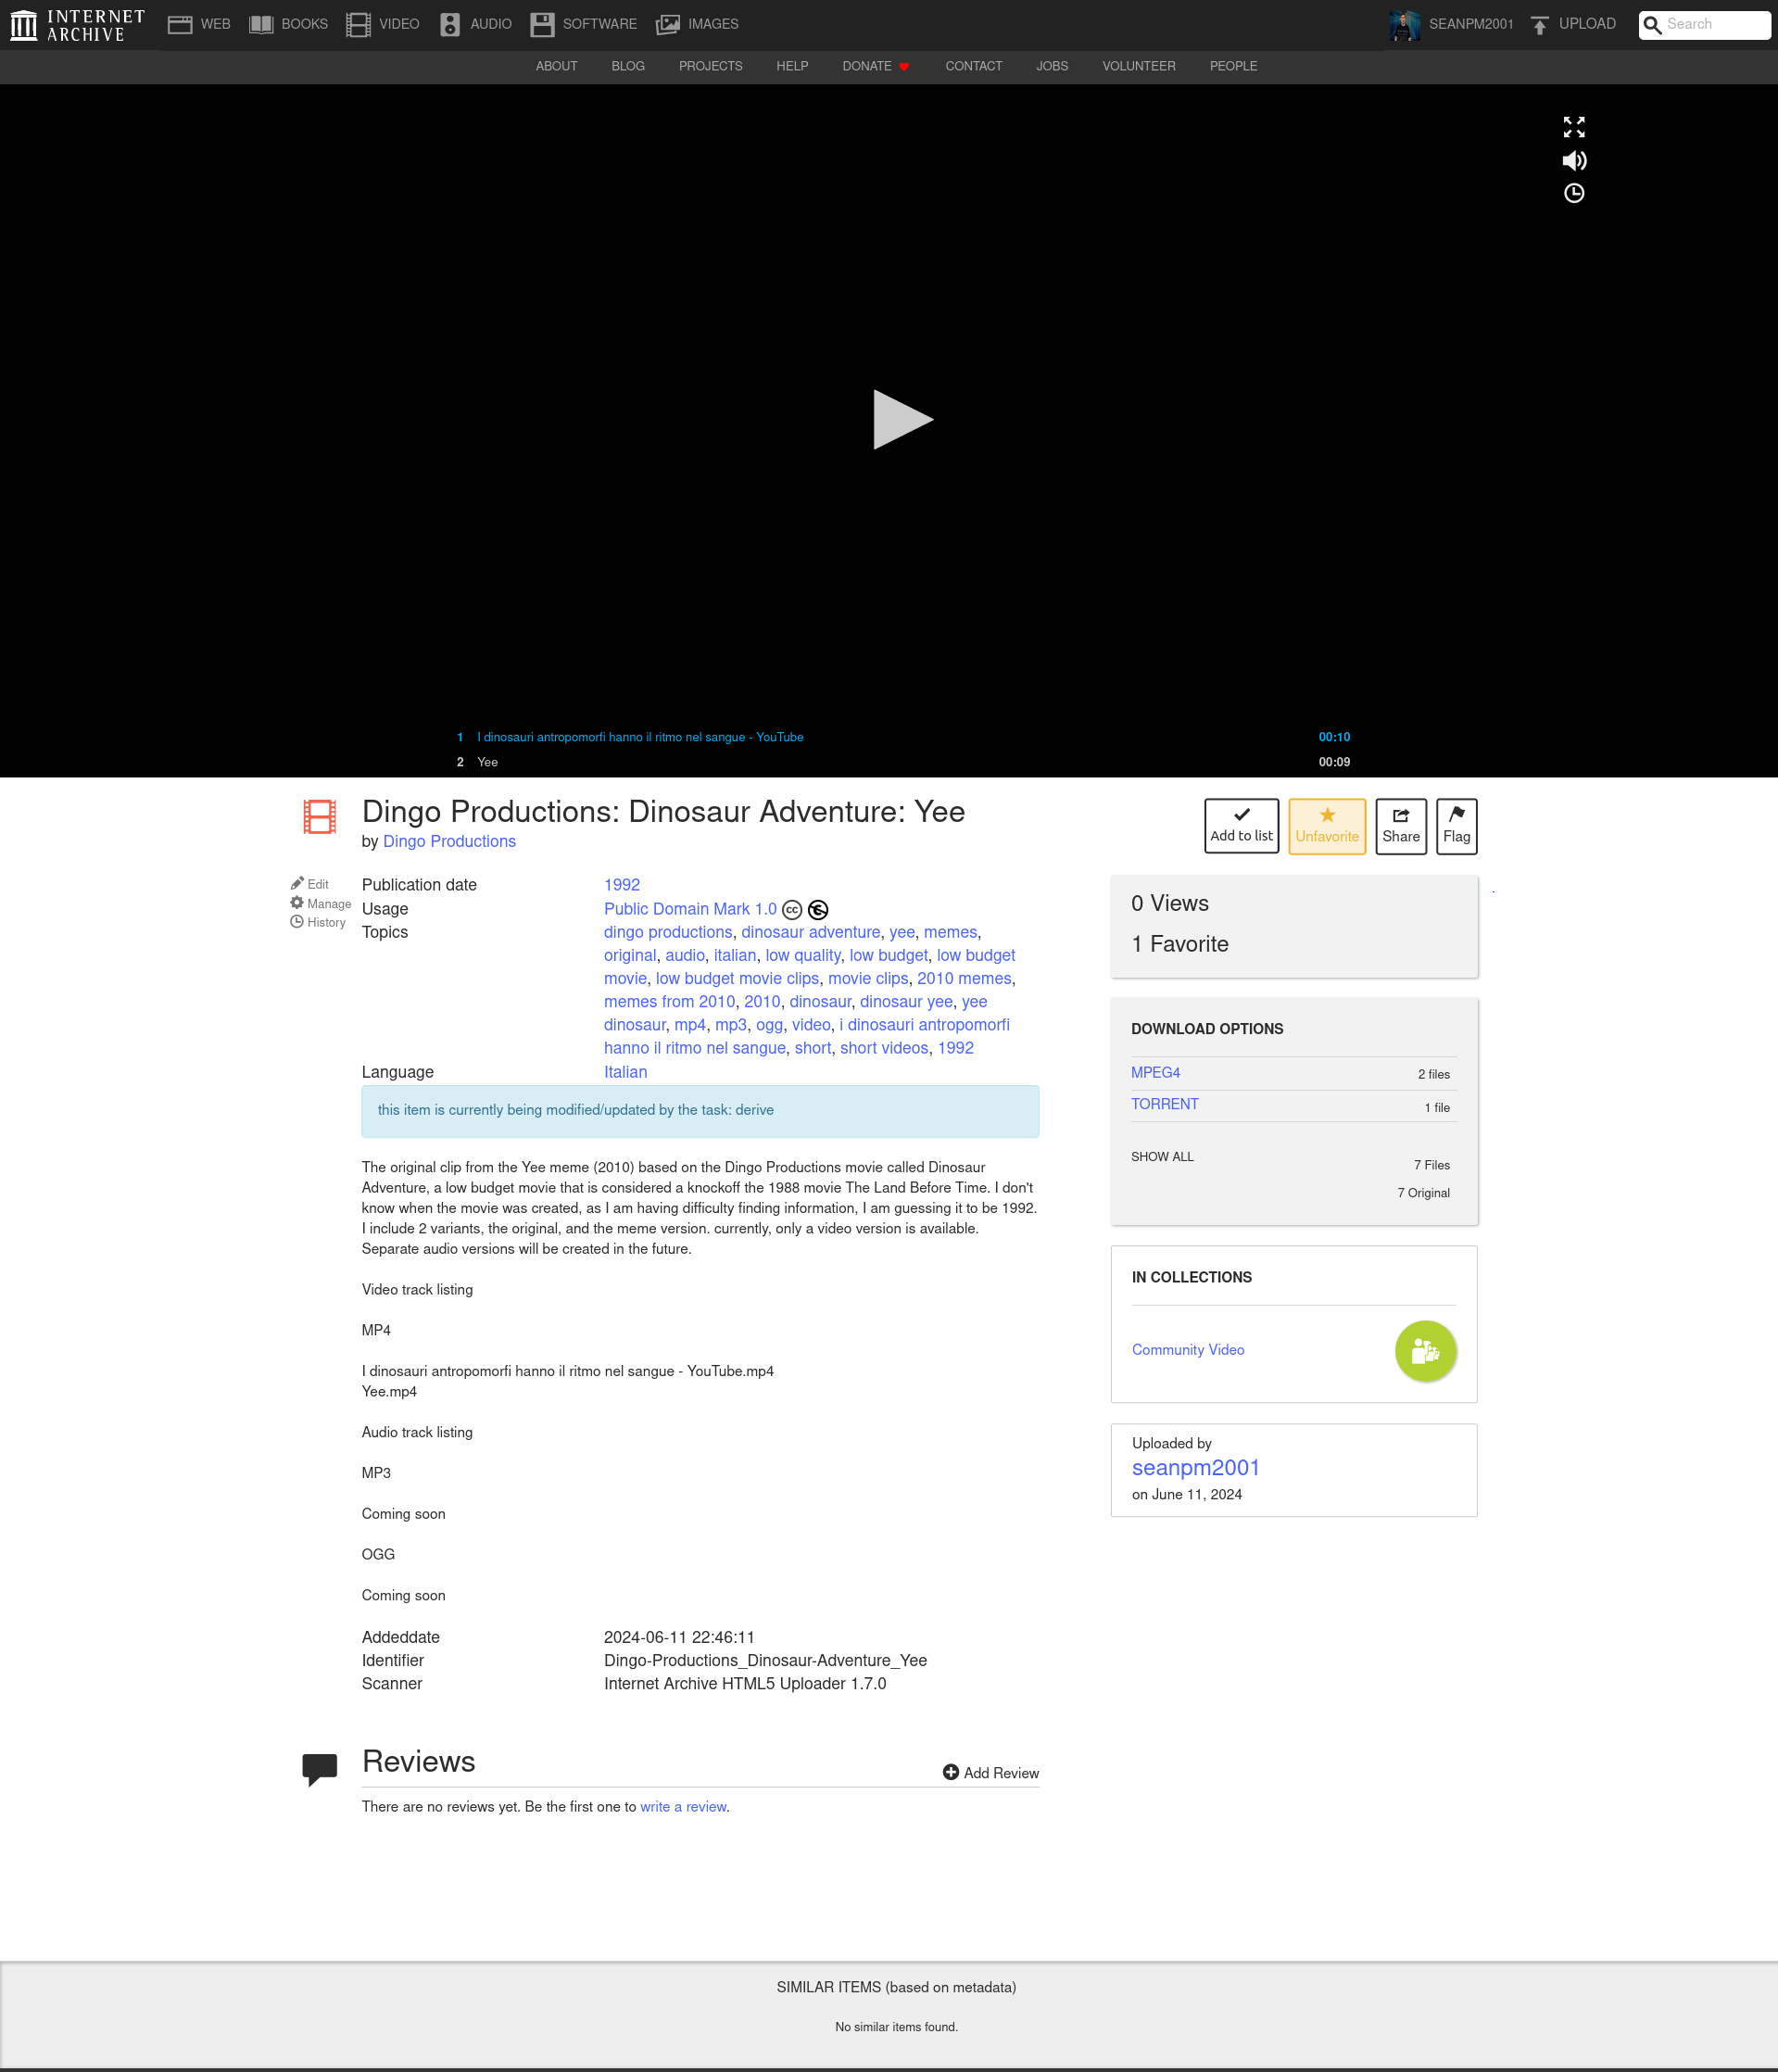 INTERNET ARCHIVE
WEB BOOKS VIDEO AUDIO SOFTWARE IMAGES SEANPM2001 UPLOAD Search
ABOUT BLOG PROJECTS HELP DONATE CONTACT JOBS VOLUNTEER PEOPLE
1 I dinosauri antropomorfi hanno il ritmo nel sangue - YouTube 00:10
2 Yee 00:09
Dingo Productions: Dinosaur Adventure: Yee
by Dingo Productions
Add to list
Unfavorite
Share
Flag
Edit
Manage
History
Publication date 1992
Usage Public Domain Mark 1.0
Topics dingo productions, dinosaur adventure, yee, memes,
original, audio, italian, low quality, low budget, low budget
movie, low budget movie clips, movie clips, 2010 memes,
memes from 2010, 2010, dinosaur, dinosaur yee, yee
dinosaur, mp4, mp3, ogg, video, i dinosauri antropomorfi
hanno il ritmo nel sangue, short, short videos, 1992
Language Italian
this item is currently being modified/updated by the task: derive
The original clip from the Yee meme (2010) based on the Dingo Productions movie called Dinosaur
Adventure, a low budget movie that is considered a knockoff the 1988 movie The Land Before Time. I don't
know when the movie was created, as I am having difficulty finding information, I am guessing it to be 1992.
I include 2 variants, the original, and the meme version. currently, only a video version is available.
Separate audio versions will be created in the future.
Video track listing
MP4
I dinosauri antropomorfi hanno il ritmo nel sangue - YouTube.mp4
Yee.mp4
Audio track listing
MP3
Coming soon
OGG
Coming soon
Addeddate 2024-06-11 22:46:11
Identifier Dingo-Productions_Dinosaur-Adventure_Yee
Scanner Internet Archive HTML5 Uploader 1.7.0
0 Views
1 Favorite
DOWNLOAD OPTIONS
MPEG4 2 files
TORRENT 1 file
SHOW ALL 7 Files
7 Original
IN COLLECTIONS
Community Video
Uploaded by
seanpm2001
on June 11, 2024
Reviews
Add Review
There are no reviews yet. Be the first one to write a review.
SIMILAR ITEMS (based on metadata)
No similar items found.